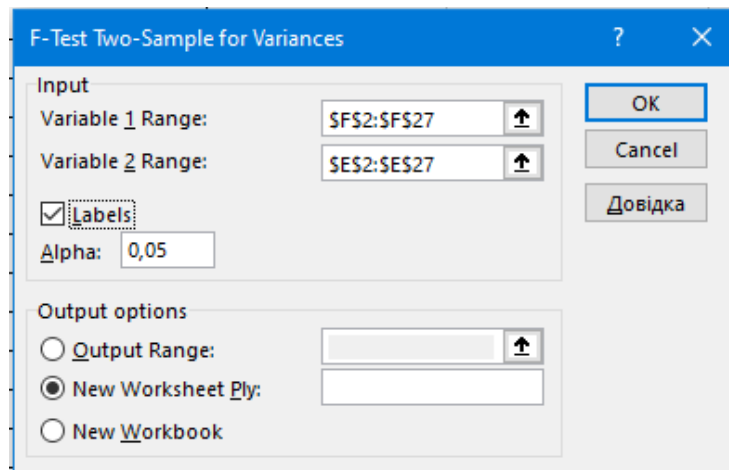 F-Test Two-Sample for Variances ? ×
Input
Variable 1 Range: $F$2:$F$27
Variable 2 Range: $E$2:$E$27
Labels
Alpha: 0,05
OK
Cancel
Довідка
Output options
Output Range:
New Worksheet Ply:
New Workbook